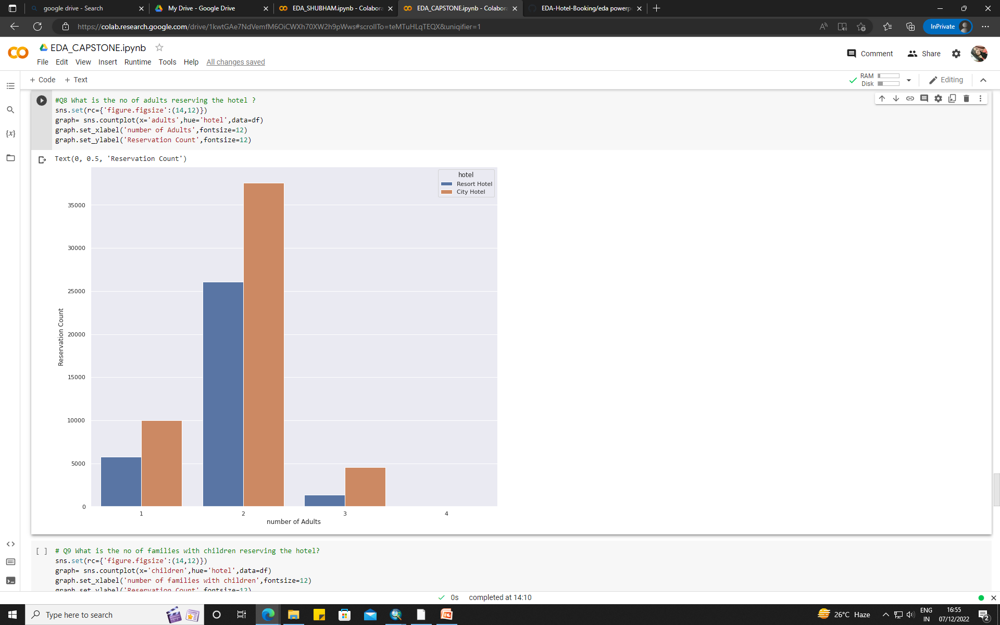 google drive - Search
My Drive - Google Drive
EDA_SHUBHAM.ipynb - Colabora
EDA_CAPSTONE.ipynb - Colabora
EDA-Hotel-Booking/eda powerp
https://colab.research.google.com/drive/1kwtGAe7NdVemfM6OiCWXh70XW2h9pWws#scrollTo=teMTuHLqTEQX&uniqifier=1
InPrivate
EDA_CAPSTONE.ipynb
Comment
Share
File Edit View Insert Runtime Tools Help All changes saved
+ Code + Text
RAM
Disk
Editing
#Q8 What is the no of adults reserving the hotel ?
sns.set(rc={'figure.figsize':(14,12)})
graph= sns.countplot(x='adults',hue='hotel',data=df)
graph.set_xlabel('number of Adults',fontsize=12)
graph.set_ylabel('Reservation Count',fontsize=12)
Text(0, 0.5, 'Reservation Count')
hotel
Resort Hotel
City Hotel
35000
30000
25000
20000
15000
10000
5000
0
Reservation Count
1 2 3 4
number of Adults
[ ] # Q9 What is the no of families with children reserving the hotel?
sns.set(rc={'figure.figsize':(14,12)})
graph= sns.countplot(x='children',hue='hotel',data=df)
graph.set_xlabel('number of families with children',fontsize=12)
graph.set_ylabel('Reservation Count',fontsize=12)
0s completed at 14:10
Type here to search
26°C Haze
ENG
IN
16:55
07/12/2022
2